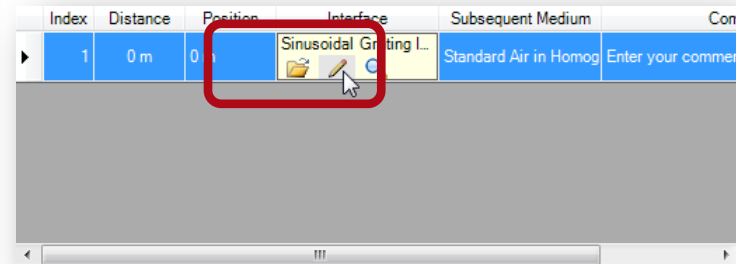 Index Distance Position Interface Subsequent Medium Com
1 0 m 0 m Sinusoidal Grating I... Standard Air in Homog Enter your commen